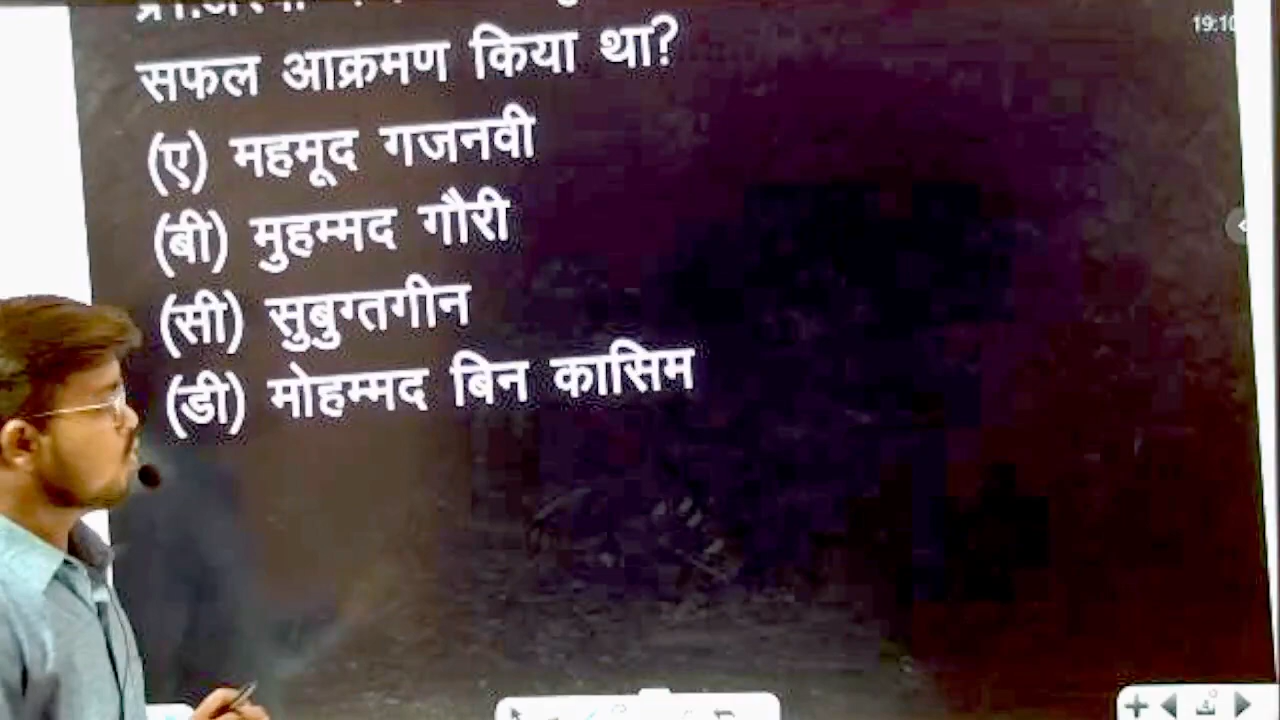 सफल आक्रमण किया था?
(ए) महमूद गजनवी
(बी) मुहम्मद गौरी
(सी) सुबुग्तगीन
(डी) मोहम्मद बिन कासिम
19:10